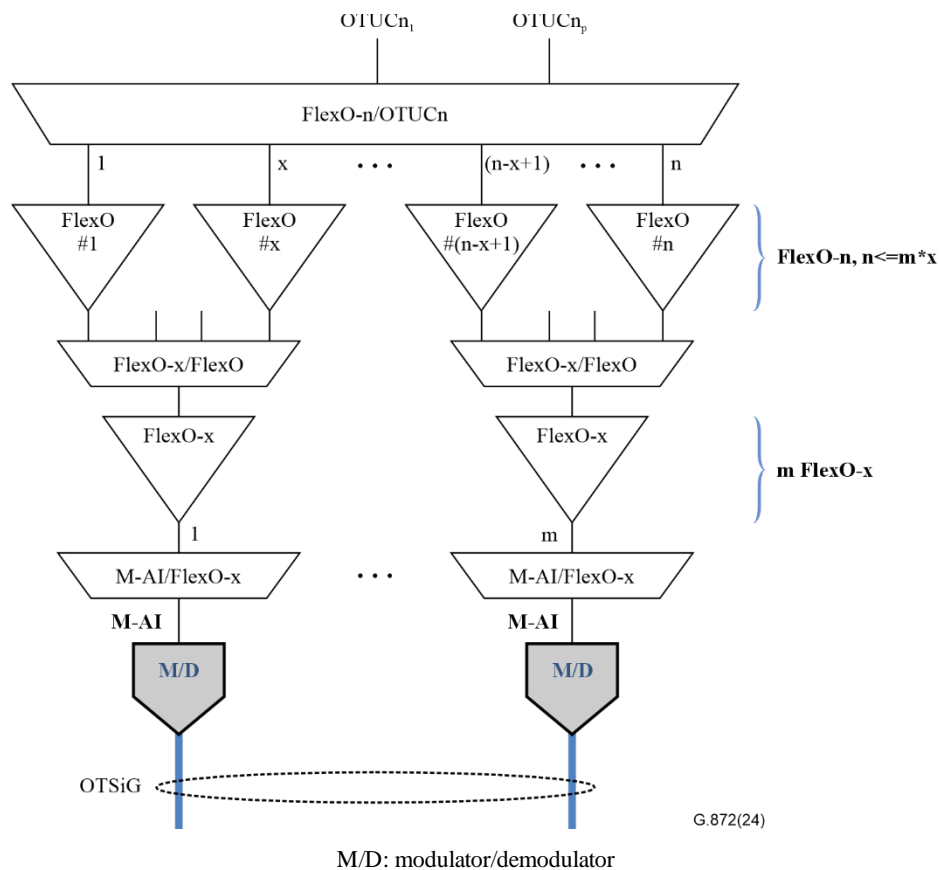 OTUCn₁ OTUCnₚ
FlexO-n/OTUCn
1 x ... (n-x+1) ... n
FlexO FlexO FlexO FlexO
#1 #x #(n-x+1) #n
FlexO-n, n<=m*x
FlexO-x/FlexO FlexO-x/FlexO
FlexO-x FlexO-x
m FlexO-x
1 m
M-AI/FlexO-x ... M-AI/FlexO-x
M-AI M-AI
M/D M/D
OTSiG
G.872(24)
M/D: modulator/demodulator